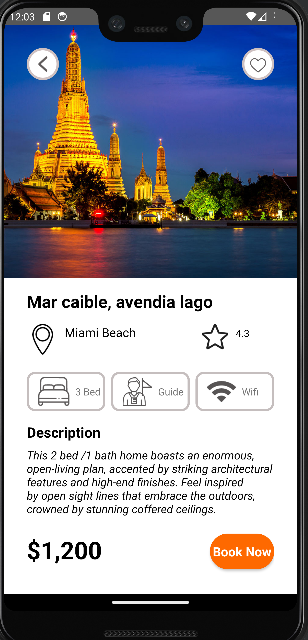 12:03
Mar caible, avendia lago
Miami Beach
4.3
3 Bed
Guide
Wifi
Description
This 2 bed /1 bath home boasts an enormous,
open-living plan, accented by striking architectural
features and high-end finishes. Feel inspired
by open sight lines that embrace the outdoors,
crowned by stunning coffered ceilings.
$1,200
Book Now